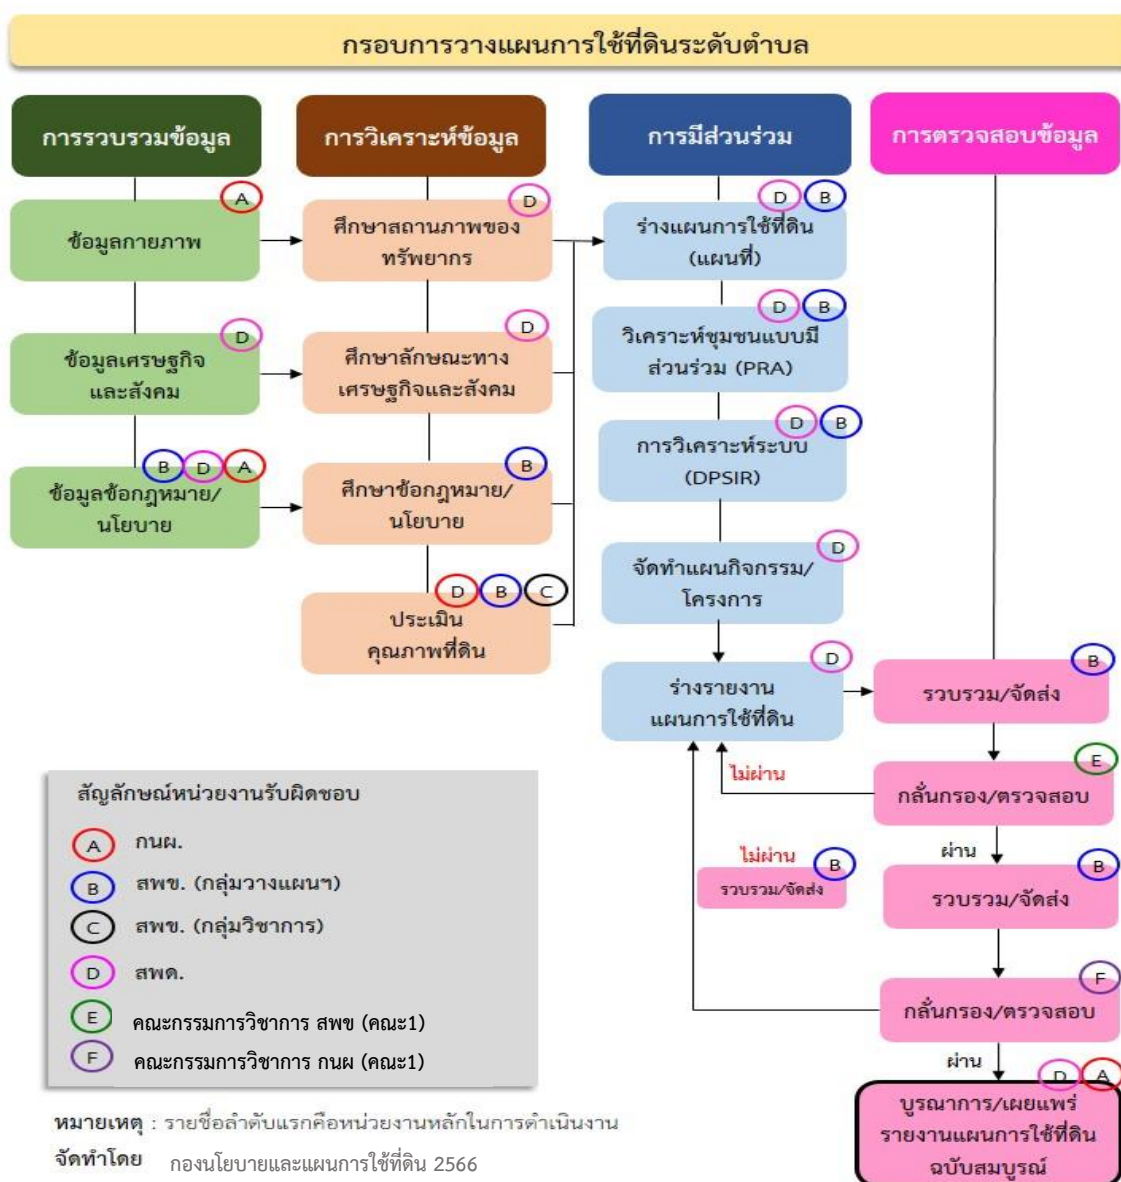 กรอบการวางแผนการใช้ที่ดินระดับตำบล
การรวบรวมข้อมูล
A
ข้อมูลกายภาพ
D
ข้อมูลเศรษฐกิจ
และสังคม
B D A
ข้อมูลข้อกฎหมาย/
นโยบาย
การวิเคราะห์ข้อมูล
D
ศึกษาสถานภาพของ
ทรัพยากร
D
ศึกษาลักษณะทาง
เศรษฐกิจและสังคม
B
ศึกษาข้อกฎหมาย/
นโยบาย
D B C
ประเมิน
คุณภาพที่ดิน
การมีส่วนร่วม
D B
ร่างแผนการใช้ที่ดิน
(แผนที่)
D B
วิเคราะห์ชุมชนแบบมี
ส่วนร่วม (PRA)
D B
การวิเคราะห์ระบบ
(DPSIR)
D
จัดทำแผนกิจกรรม/
โครงการ
D
ร่างรายงาน
แผนการใช้ที่ดิน
การตรวจสอบข้อมูล
B
รวบรวม/จัดส่ง
E
กลั่นกรอง/ตรวจสอบ
ไม่ผ่าน
ผ่าน
B
รวบรวม/จัดส่ง
ไม่ผ่าน
B
รวบรวม/จัดส่ง
F
กลั่นกรอง/ตรวจสอบ
ผ่าน
D A
บูรณาการ/เผยแพร่
รายงานแผนการใช้ที่ดิน
ฉบับสมบูรณ์
สัญลักษณ์หน่วยงานรับผิดชอบ
A กนผ.
B สพข. (กลุ่มวางแผนฯ)
C สพข. (กลุ่มวิชาการ)
D สพด.
E คณะกรรมการวิชาการ สพข (คณะ1)
F คณะกรรมการวิชาการ กนผ (คณะ1)
หมายเหตุ : รายชื่อลำดับแรกคือหน่วยงานหลักในการดำเนินงาน
จัดทำโดย กองนโยบายและแผนการใช้ที่ดิน 2566